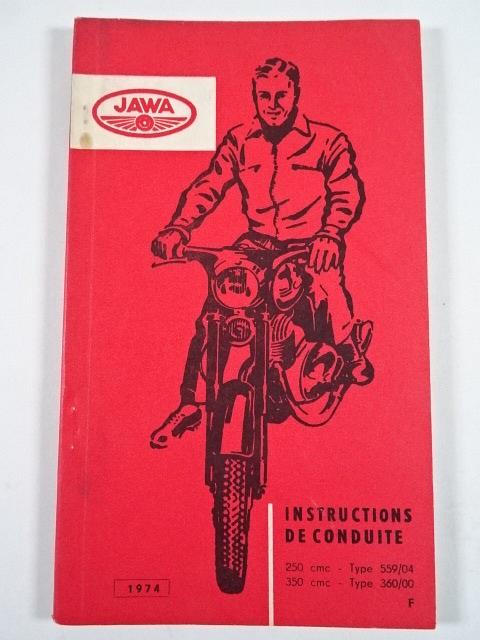 JAWA
INSTRUCTIONS
DE CONDUITE
250 cmc - Type 559/04
350 cmc - Type 360/00
F
1974